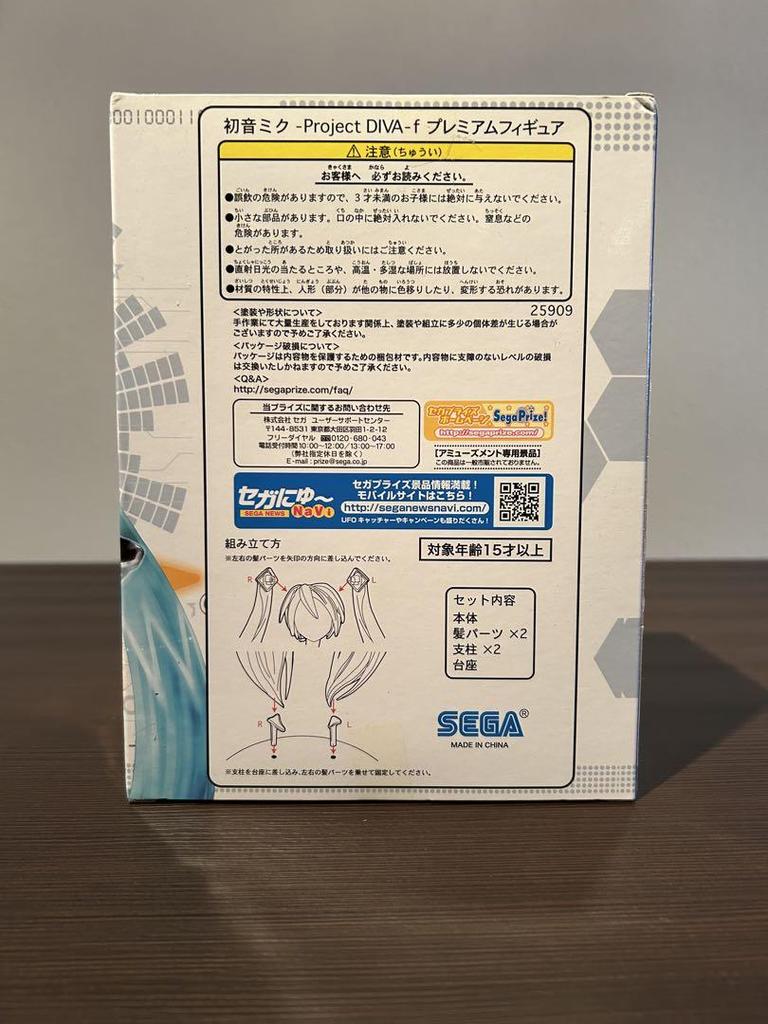 00100011
初音ミク -Project DIVA-f プレミアムフィギュア
⚠ 注意(ちゅうい)
お客様へ 必ずお読みください。
●誤飲の危険がありますので、3才未満のお子様には絶対に与えないでください。
●小さな部品があります。口の中に絶対入れないでください。窒息などの
危険があります。
●とがった所があるため取り扱いにはご注意ください。
●直射日光の当たるところや、高温・多湿な場所には放置しないでください。
●材質の特性上、人形(部分)が他の物に色移りしたり、変形する恐れがあります。
25909
<塗装や形状について>
手作業にて大量生産をしております関係上、塗装や組立に多少の個体差が生じる場合が
ございますので予めご了承ください。
<パッケージ破損について>
パッケージは内容物を保護するための梱包材です。内容物に支障のないレベルの破損
は交換いたしかねますので予めご了承ください。
<Q&A>
http://segaprize.com/faq/
当プライズに関するお問い合わせ先
株式会社 セガ ユーザーサポートセンター
〒144-8531 東京都大田区羽田1-2-12
フリーダイヤル 0120-680-043
電話受付時間 10:00〜12:00/13:00〜17:00
(弊社指定休日を除く)
E-mail : prize@sega.co.jp
セガプライズ
ホームページ
SegaPrize!
http://segaprize.com/
【アミューズメント専用景品】
この商品は一般市販されておりません。
セガにゅ〜
SEGA NEWS NaVi
セガプライズ景品情報満載!
モバイルサイトはこちら!
http://seganewsnavi.com/
UFOキャッチャーやキャンペーンも盛りだくさん!
組み立て方
※左右の髪パーツを矢印の方向に差し込んでください。
対象年齢15才以上
R
L
セット内容
本体
髪パーツ ×2
支柱 ×2
台座
R
L
SEGA®
MADE IN CHINA
※支柱を台座に差し込み、左右の髪パーツを乗せて固定してください。